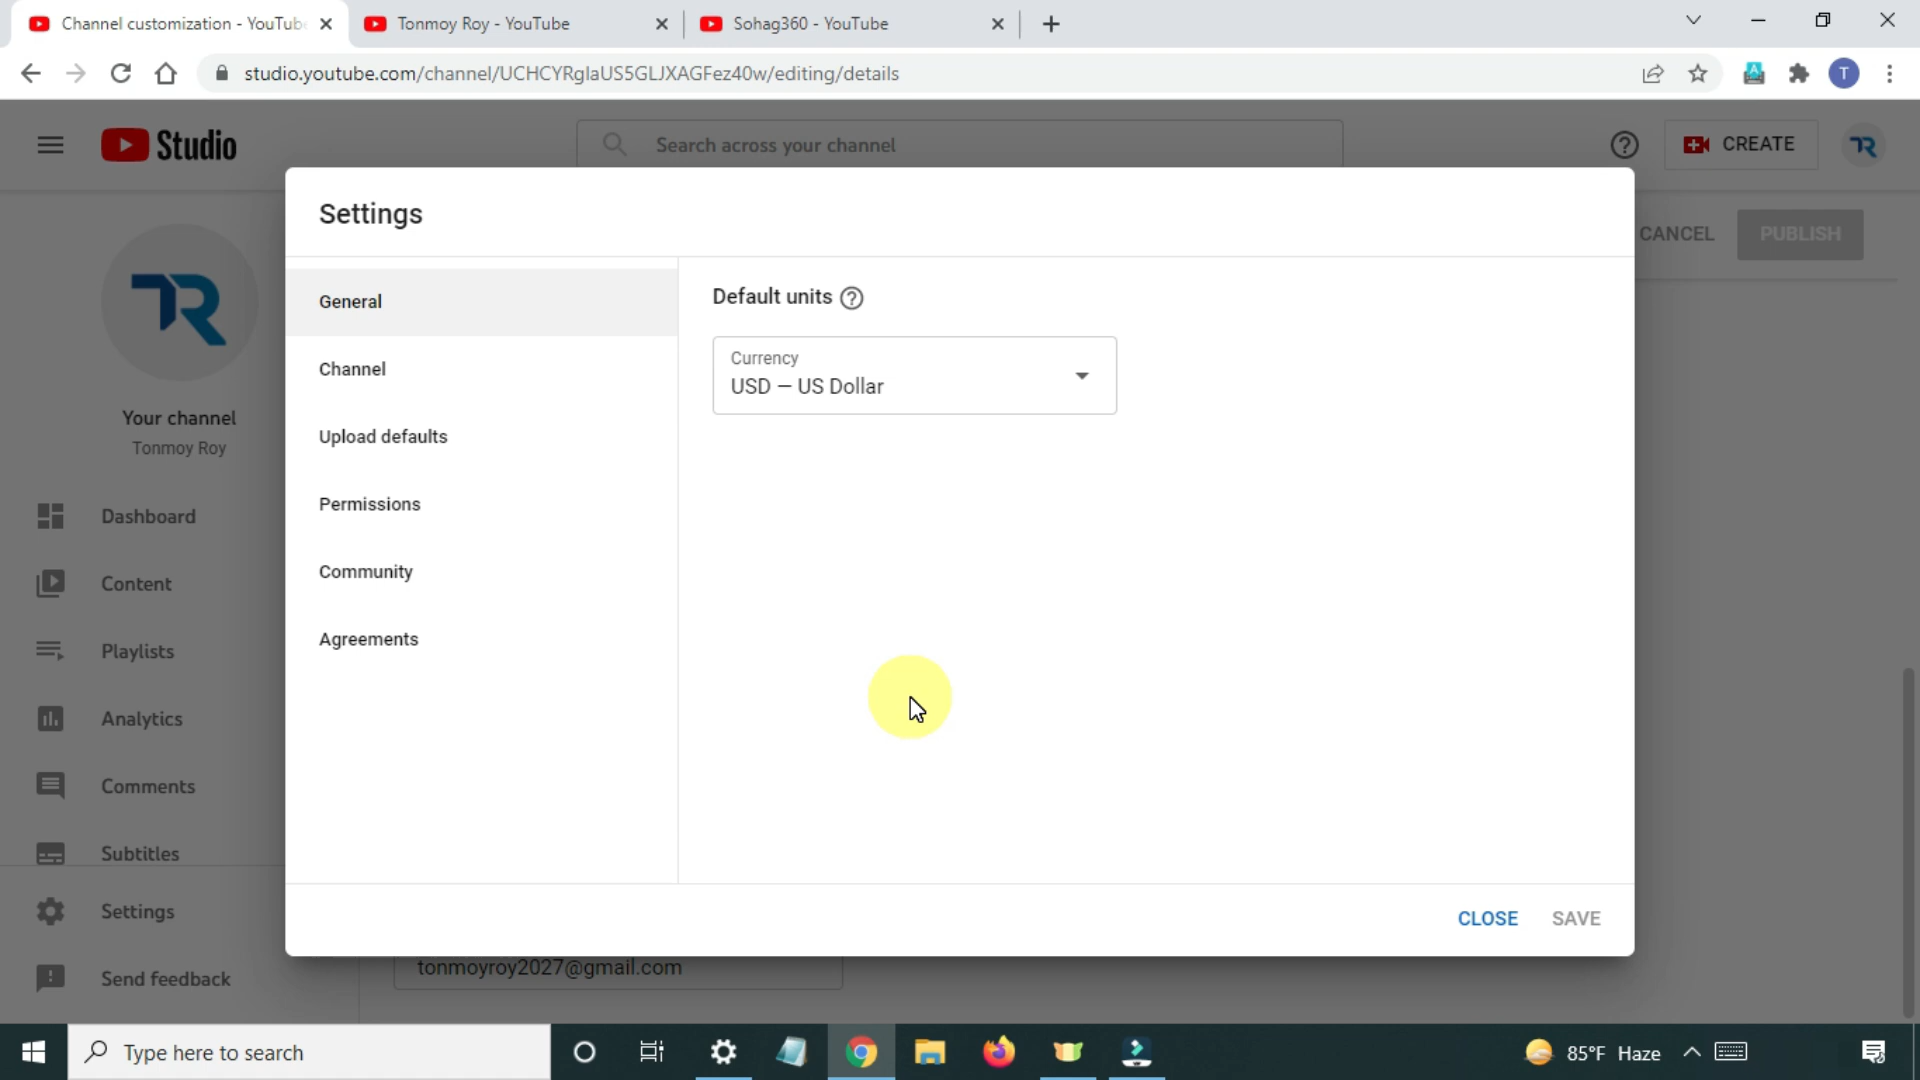 Channel customization - YouTube
Tonmoy Roy - YouTube
Sohag360 - YouTube
studio.youtube.com/channel/UCHCYRglaUS5GLJXAGFez40w/editing/details
T
Studio
Search across your channel
CREATE
TR
CANCEL
PUBLISH
Settings
General
Channel
Upload defaults
Permissions
Community
Agreements
Default units
Currency
USD — US Dollar
CLOSE
SAVE
TR
Your channel
Tonmoy Roy
Dashboard
Content
Playlists
Analytics
Comments
Subtitles
Settings
Send feedback
tonmoyroy2027@gmail.com
Type here to search
85°F Haze